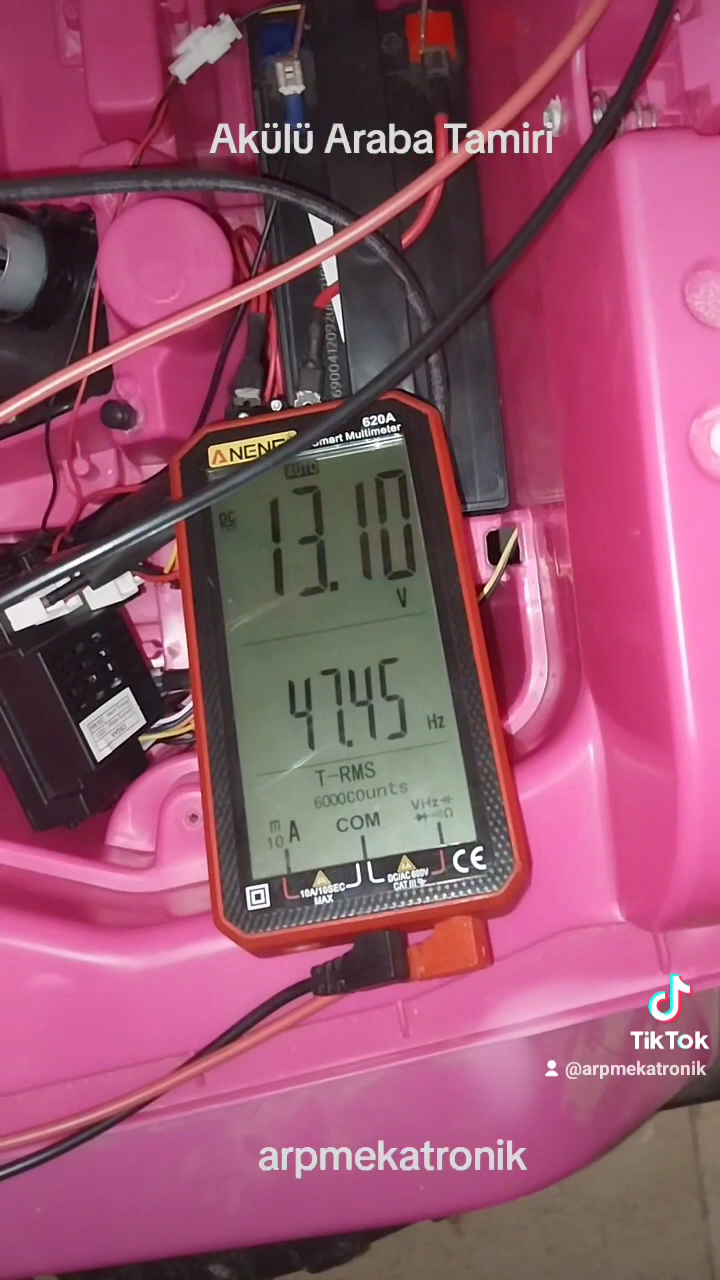 Akülü Araba Tamiri
620A
ANENG
Smart Multimeter
AUTO
DC
13.10
V
47.45
Hz
T-RMS
6000Counts
m
10 A
COM
VHz
Ω
10A/10SEC
MAX
DC/AC 600V
CAT.III
CE
TikTok
@arpmekatronik
arpmekatronik